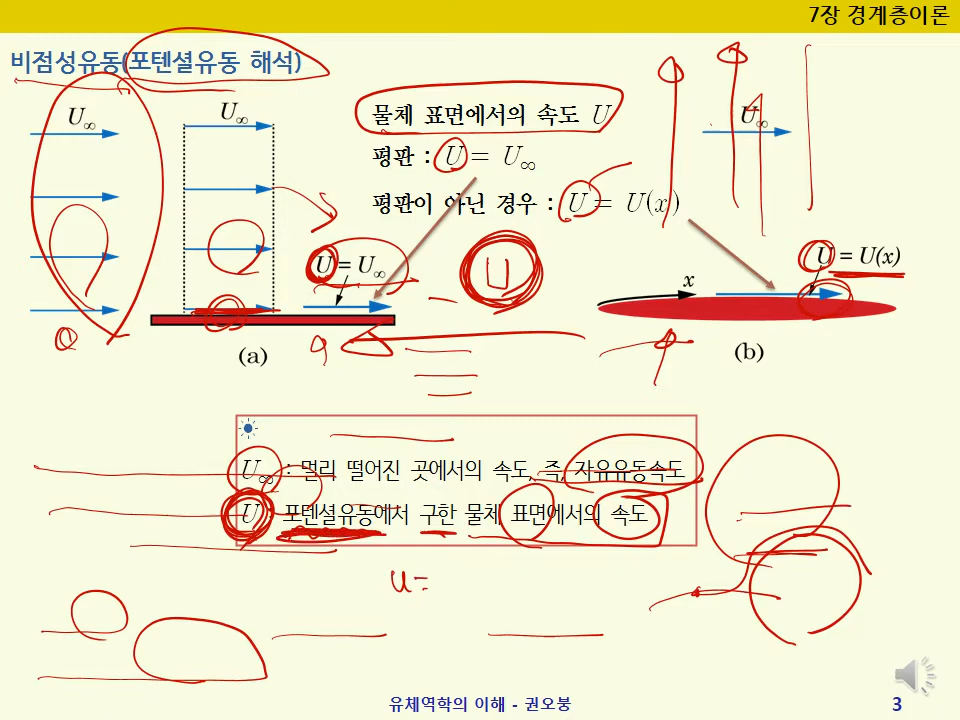 7장 경계층이론
비점성유동(포텐셜유동 해석)
U∞
U∞
물체 표면에서의 속도 U
평판 : U = U∞
평판이 아닌 경우 : U = U(x)
U∞
U = U∞
U
U = U(x)
x
(a)
(b)
U∞ : 멀리 떨어진 곳에서의 속도, 즉, 자유유동속도
U : 포텐셜유동에서 구한 물체 표면에서의 속도
u=
유체역학의 이해 - 권오붕
3